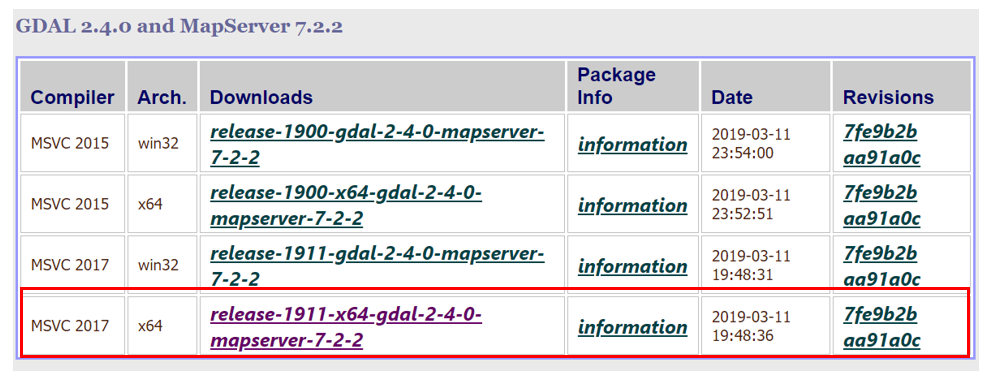 GDAL 2.4.0 and MapServer 7.2.2
Compiler Arch. Downloads Package Info Date Revisions
MSVC 2015 win32 release-1900-gdal-2-4-0-mapserver-7-2-2 information 2019-03-11 23:54:00 7fe9b2b aa91a0c
MSVC 2015 x64 release-1900-x64-gdal-2-4-0-mapserver-7-2-2 information 2019-03-11 23:52:51 7fe9b2b aa91a0c
MSVC 2017 win32 release-1911-gdal-2-4-0-mapserver-7-2-2 information 2019-03-11 19:48:31 7fe9b2b aa91a0c
MSVC 2017 x64 release-1911-x64-gdal-2-4-0-mapserver-7-2-2 information 2019-03-11 19:48:36 7fe9b2b aa91a0c